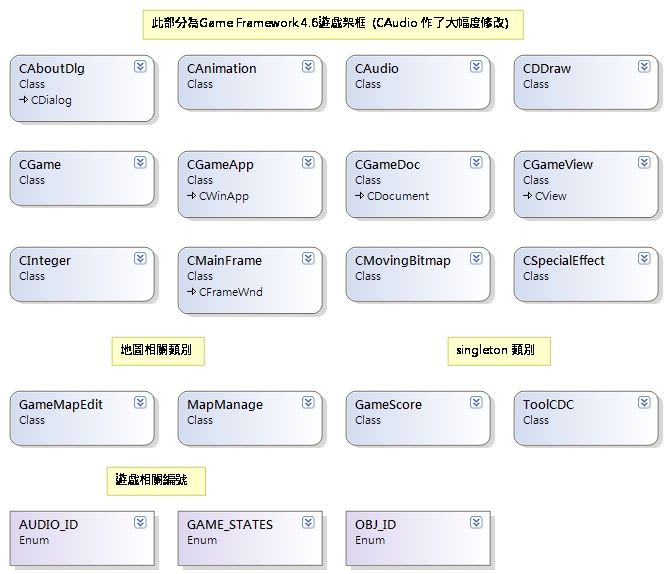 此部分為Game Framework 4.6遊戲架框 (CAudio 作了大幅度修改)
CAboutDlg
Class
CDialog
CAnimation
Class
CAudio
Class
CDDraw
Class
CGame
Class
CGameApp
Class
CWinApp
CGameDoc
Class
CDocument
CGameView
Class
CView
CInteger
Class
CMainFrame
Class
CFrameWnd
CMovingBitmap
Class
CSpecialEffect
Class
地圖相關類別
singleton 類別
GameMapEdit
Class
MapManage
Class
GameScore
Class
ToolCDC
Class
遊戲相關編號
AUDIO_ID
Enum
GAME_STATES
Enum
OBJ_ID
Enum